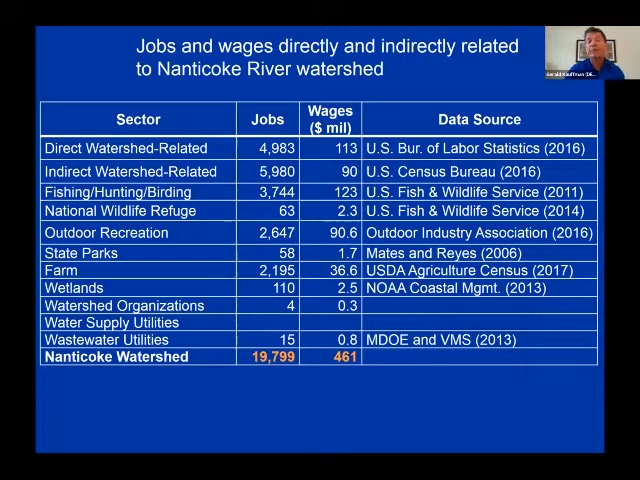 Jobs and wages directly and indirectly related
to Nanticoke River watershed
Gerald Kauffman (DE...
Sector Jobs Wages ($ mil) Data Source
Direct Watershed-Related 4,983 113 U.S. Bur. of Labor Statistics (2016)
Indirect Watershed-Related 5,980 90 U.S. Census Bureau (2016)
Fishing/Hunting/Birding 3,744 123 U.S. Fish & Wildlife Service (2011)
National Wildlife Refuge 63 2.3 U.S. Fish & Wildlife Service (2014)
Outdoor Recreation 2,647 90.6 Outdoor Industry Association (2016)
State Parks 58 1.7 Mates and Reyes (2006)
Farm 2,195 36.6 USDA Agriculture Census (2017)
Wetlands 110 2.5 NOAA Coastal Mgmt. (2013)
Watershed Organizations 4 0.3
Water Supply Utilities
Wastewater Utilities 15 0.8 MDOE and VMS (2013)
Nanticoke Watershed 19,799 461